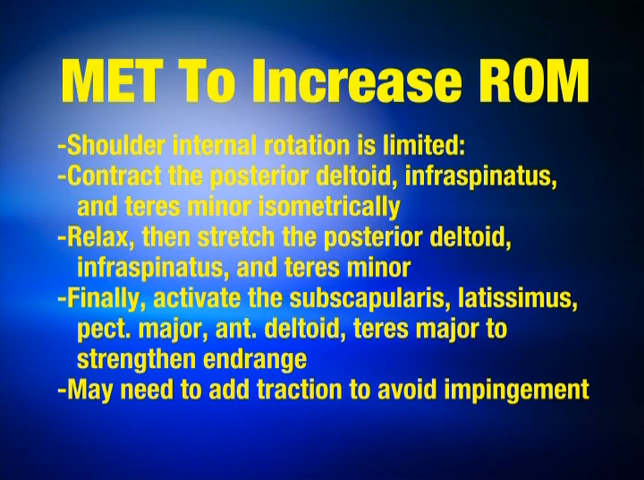 MET To Increase ROM
-Shoulder internal rotation is limited:
-Contract the posterior deltoid, infraspinatus,
and teres minor isometrically
-Relax, then stretch the posterior deltoid,
infraspinatus, and teres minor
-Finally, activate the subscapularis, latissimus,
pect. major, ant. deltoid, teres major to
strengthen endrange
-May need to add traction to avoid impingement